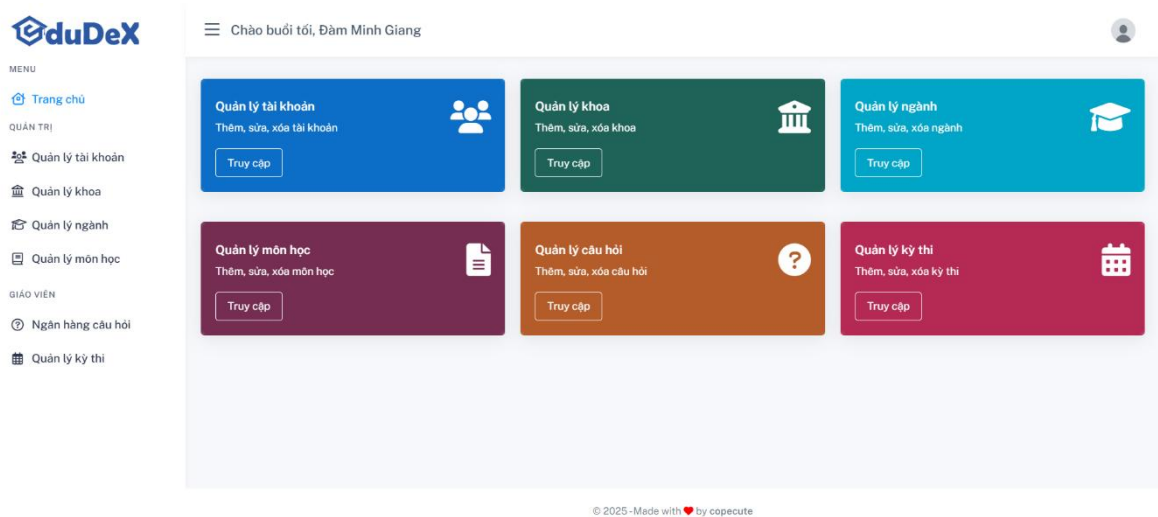 EduDeX
Chào buổi tối, Đàm Minh Giang
MENU
Trang chủ
QUẢN TRỊ
Quản lý tài khoản
Quản lý khoa
Quản lý ngành
Quản lý môn học
GIÁO VIÊN
Ngân hàng câu hỏi
Quản lý kỳ thi
Quản lý tài khoản
Thêm, sửa, xóa tài khoản
Truy cập
Quản lý khoa
Thêm, sửa, xóa khoa
Truy cập
Quản lý ngành
Thêm, sửa, xóa ngành
Truy cập
Quản lý môn học
Thêm, sửa, xóa môn học
Truy cập
Quản lý câu hỏi
Thêm, sửa, xóa câu hỏi
Truy cập
Quản lý kỳ thi
Thêm, sửa, xóa kỳ thi
Truy cập
© 2025 - Made with ❤ by copecute